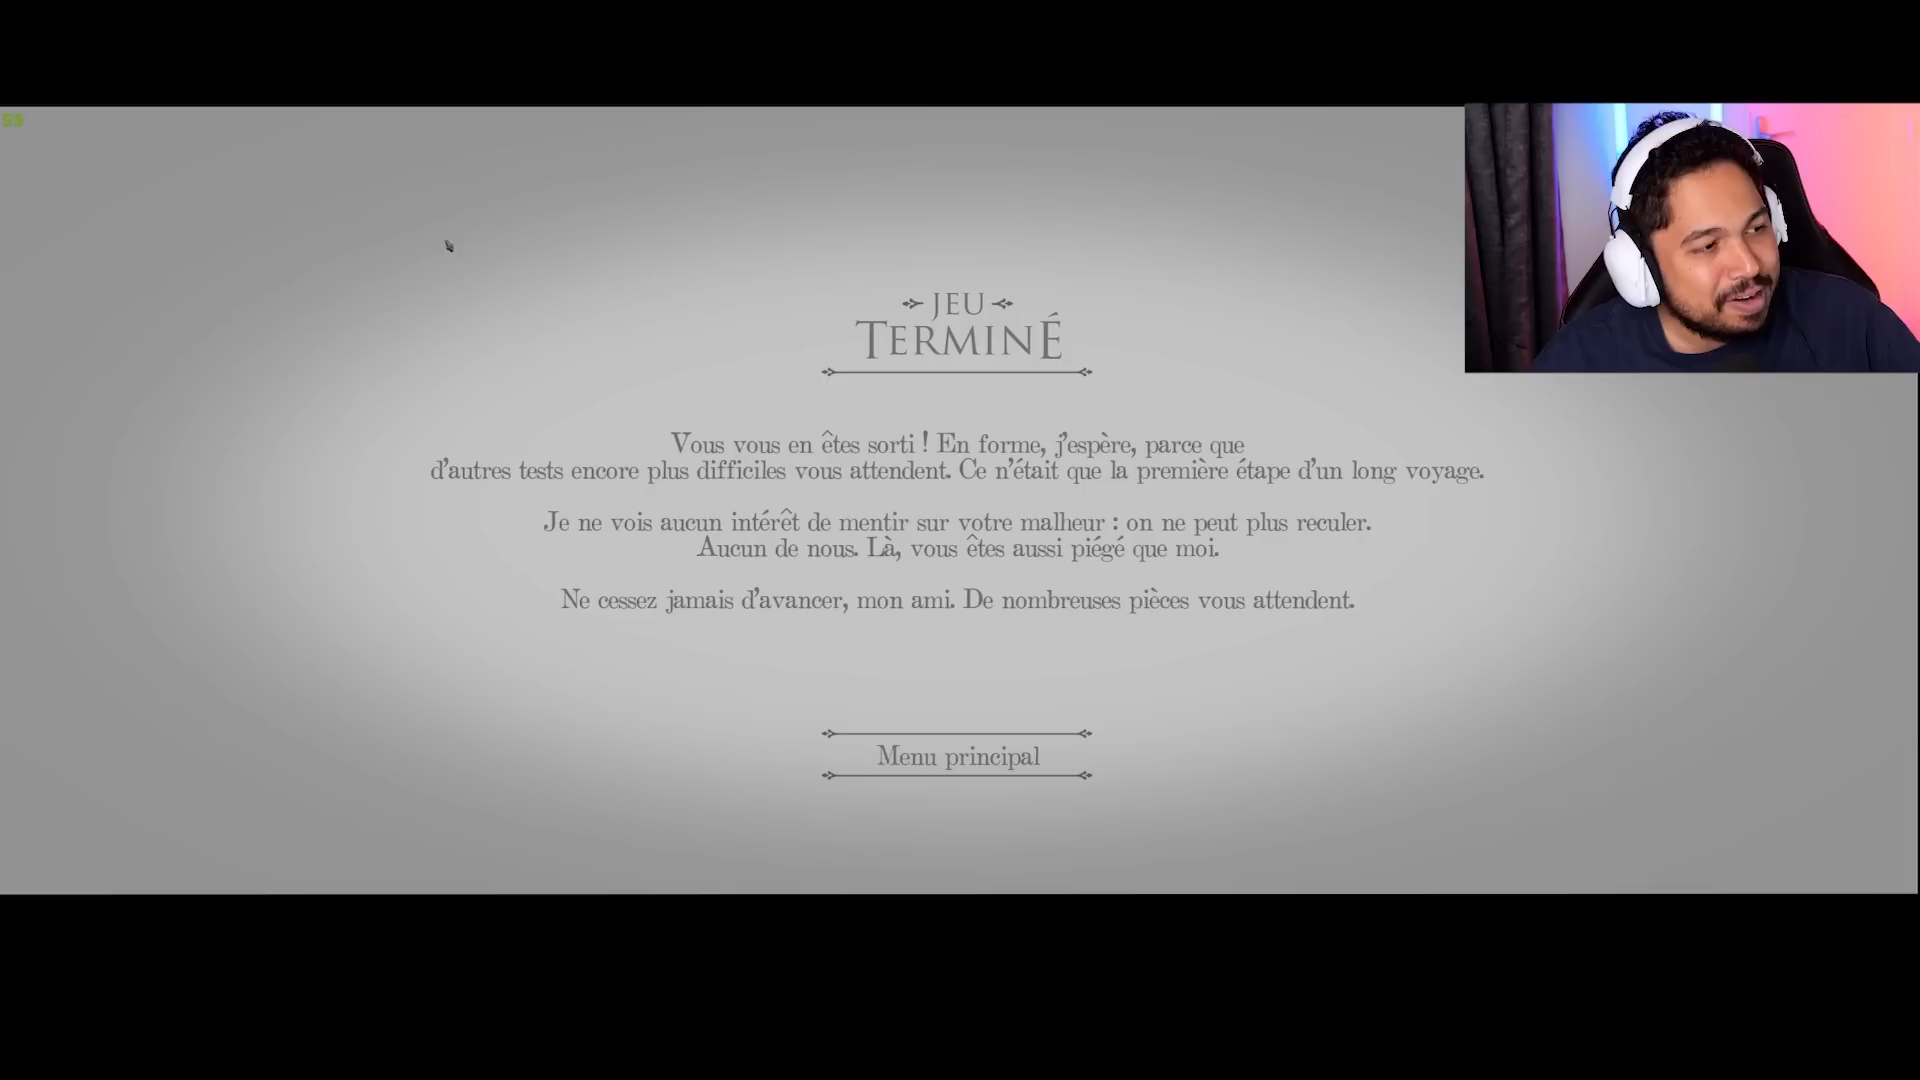 59
JEU
TERMINÉ
Vous vous en êtes sorti ! En forme, j'espère, parce que
d'autres tests encore plus difficiles vous attendent. Ce n'était que la première étape d'un long voyage.
Je ne vois aucun intérêt de mentir sur votre malheur : on ne peut plus reculer.
Aucun de nous. Là, vous êtes aussi piégé que moi.
Ne cessez jamais d'avancer, mon ami. De nombreuses pièces vous attendent.
Menu principal